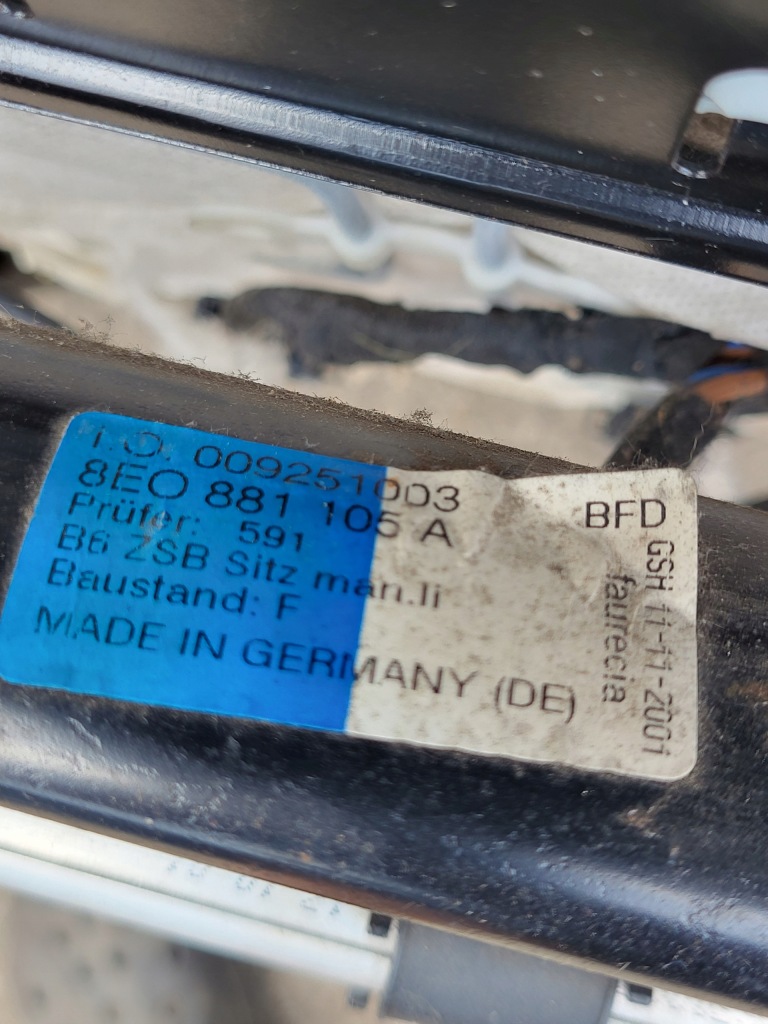 I.O. 009251003
8E0 881 105 A
Prüfer: 591
B6 ZSB Sitz man.li
Baustand: F
MADE IN GERMANY (DE)
BFD
GSH 11-11-2001
faurecia